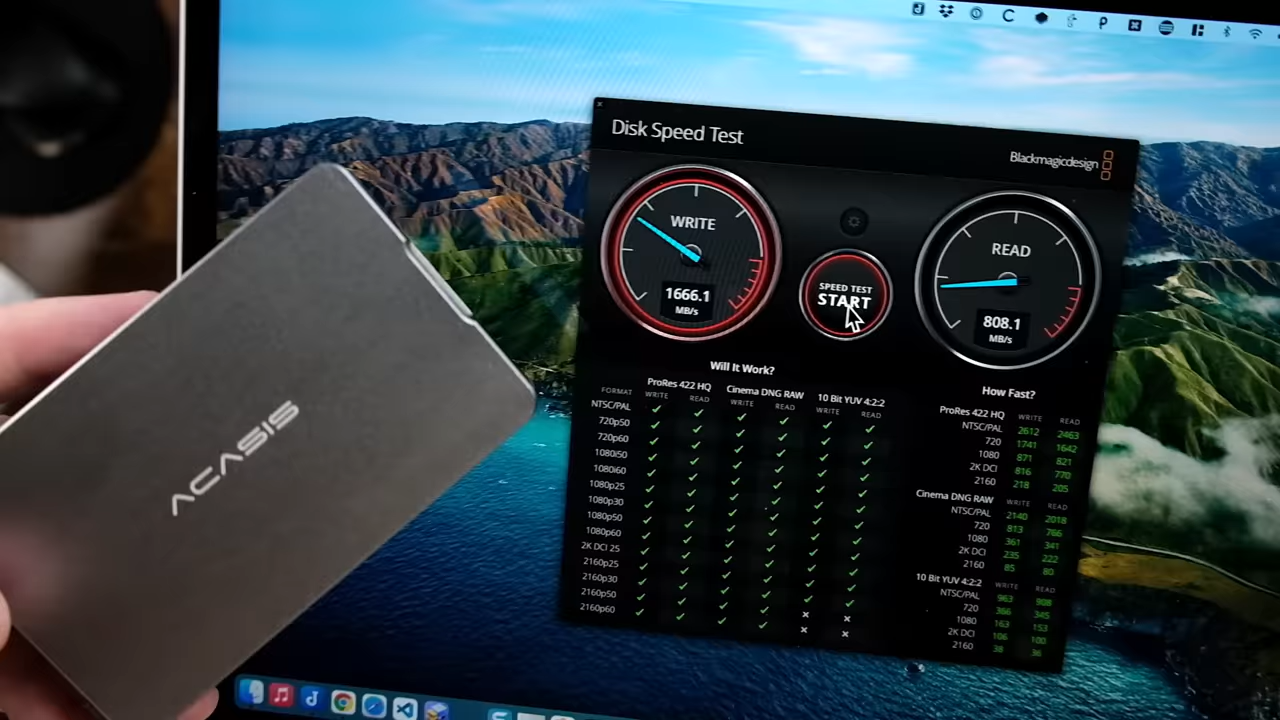 ACASIS
Disk Speed Test
Blackmagicdesign
WRITE
1666.1
MB/s
SPEED TEST
START
READ
808.1
MB/s
Will It Work?
ProRes 422 HQ Cinema DNG RAW 10 Bit YUV 4:2:2
FORMAT WRITE READ WRITE READ WRITE READ
NTSC/PAL ✓ ✓ ✓ ✓ ✓ ✓
720p50
720p60
1080i50
1080i60
1080p25
1080p30
1080p50
1080p60
2K DCI 25
2160p25
2160p30
2160p50
2160p60
How Fast?
ProRes 422 HQ WRITE READ
NTSC/PAL 2612 2463
720 1741 1642
1080 871 821
2K DCI 816 770
2160 218 205
Cinema DNG RAW WRITE READ
NTSC/PAL 2140 2018
720 813 766
1080 361 341
2K DCI 235 222
2160 85 80
10 Bit YUV 4:2:2 WRITE READ
NTSC/PAL 963 908
720 366 345
1080 163 153
2K DCI 106 100
2160 38 36